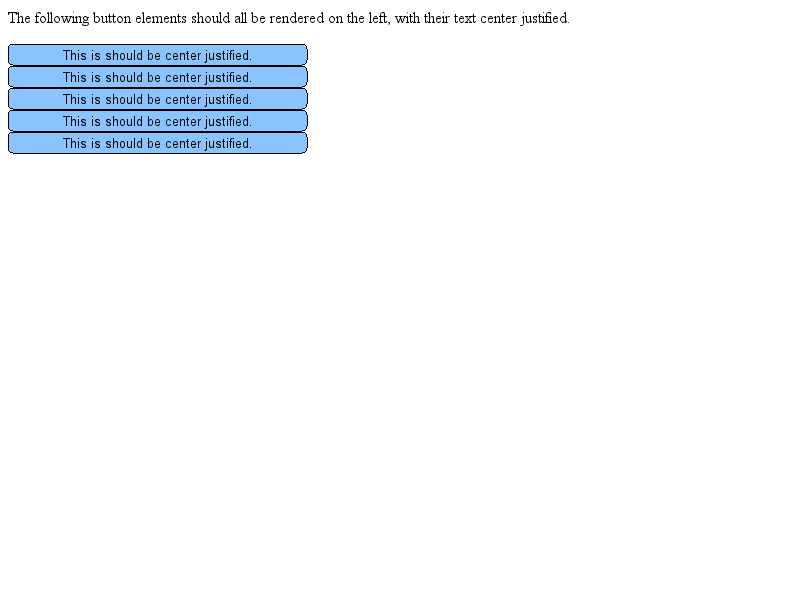 The following button elements should all be rendered on the left, with their text center justified.
This is should be center justified.
This is should be center justified.
This is should be center justified.
This is should be center justified.
This is should be center justified.